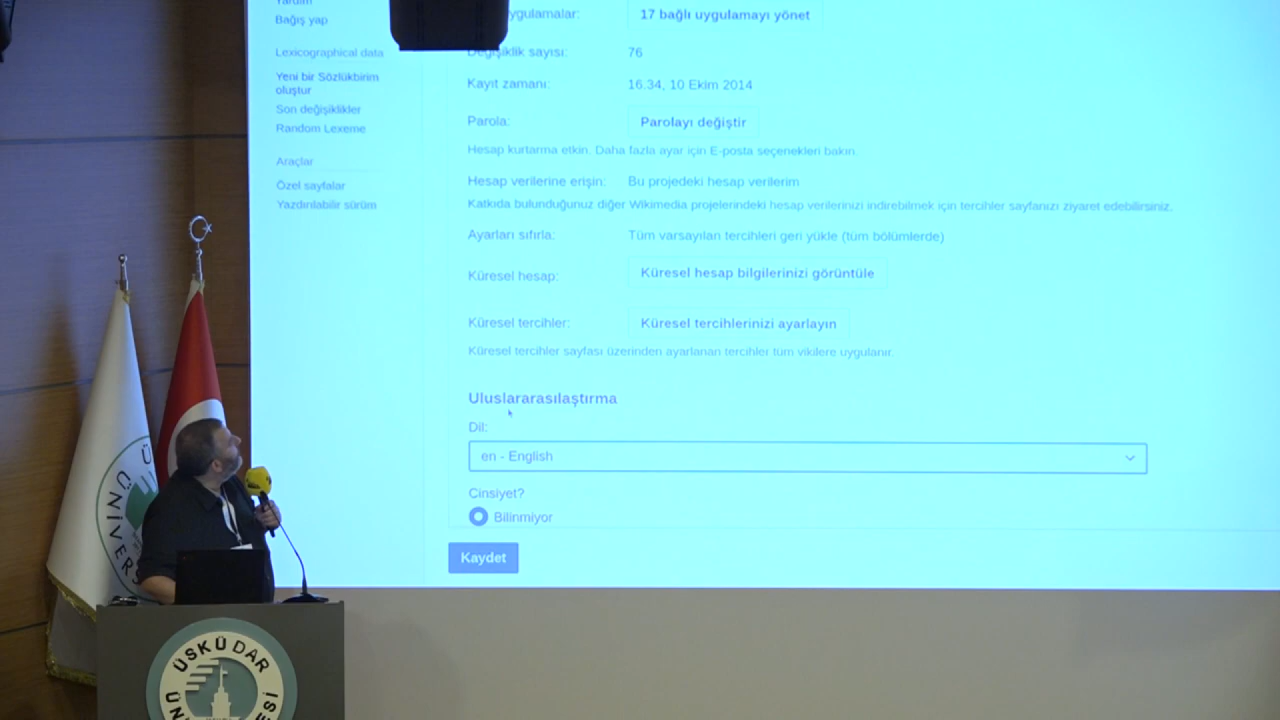 Yardım
Bağış yap
Lexicographical data
Yeni bir Sözlükbirim
oluştur
Son değişiklikler
Random Lexeme
Araçlar
Özel sayfalar
Yazdırılabilir sürüm
uygulamalar: 17 bağlı uygulamayı yönet
Değişiklik sayısı: 76
Kayıt zamanı: 16.34, 10 Ekim 2014
Parola: Parolayı değiştir
Hesap kurtarma etkin. Daha fazla ayar için E-posta seçenekleri bakın.
Hesap verilerine erişin: Bu projedeki hesap verilerim
Katkıda bulunduğunuz diğer Wikimedia projelerindeki hesap verilerinizi indirebilmek için tercihler sayfanızı ziyaret edebilirsiniz.
Ayarları sıfırla: Tüm varsayılan tercihleri geri yükle (tüm bölümlerde)
Küresel hesap: Küresel hesap bilgilerinizi görüntüle
Küresel tercihler: Küresel tercihlerinizi ayarlayın
Küresel tercihler sayfası üzerinden ayarlanan tercihler tüm vikilere uygulanır.
Uluslararasılaştırma
Dil:
en - English
Cinsiyet?
Bilinmiyor
Kaydet
Ü ÜNİVERS
ÜSKÜDAR